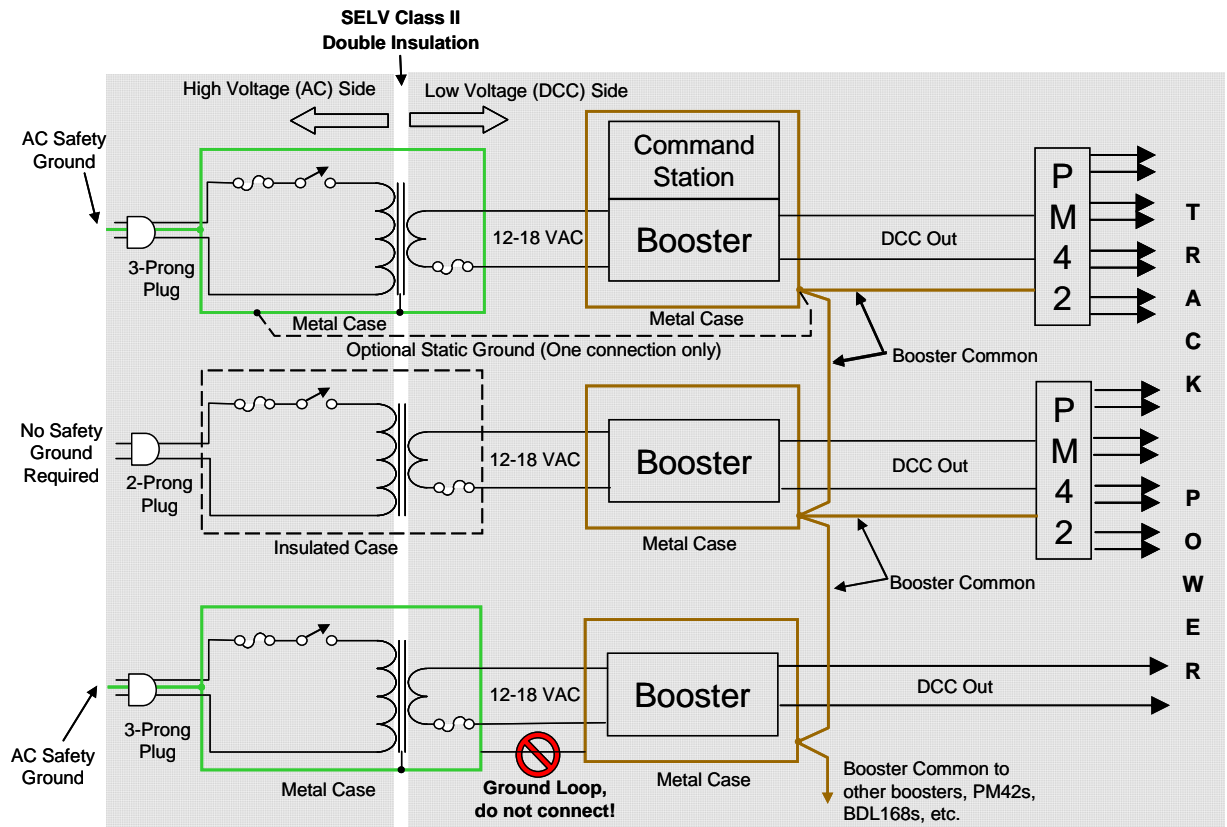 SELV Class II
Double Insulation
High Voltage (AC) Side
Low Voltage (DCC) Side
AC Safety
Ground
3-Prong
Plug
Metal Case
12-18 VAC
Command
Station
Booster
Metal Case
DCC Out
P
M
4
2
Optional Static Ground (One connection only)
Booster Common
No Safety
Ground
Required
2-Prong
Plug
Insulated Case
12-18 VAC
Booster
Metal Case
DCC Out
P
M
4
2
Booster Common
AC Safety
Ground
3-Prong
Plug
Metal Case
12-18 VAC
Ground Loop,
do not connect!
Booster
Metal Case
DCC Out
Booster Common to
other boosters, PM42s,
BDL168s, etc.
T
R
A
C
K
P
O
W
E
R